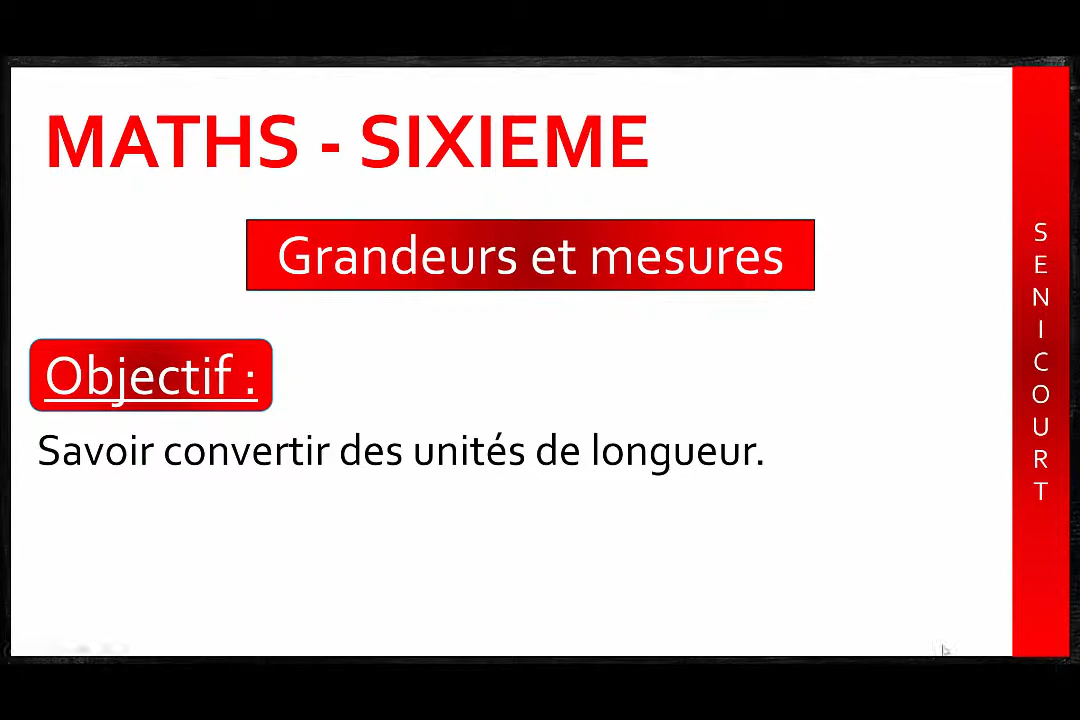 MATHS - SIXIEME
Grandeurs et mesures
Objectif :
Savoir convertir des unités de longueur.
SENICOURT